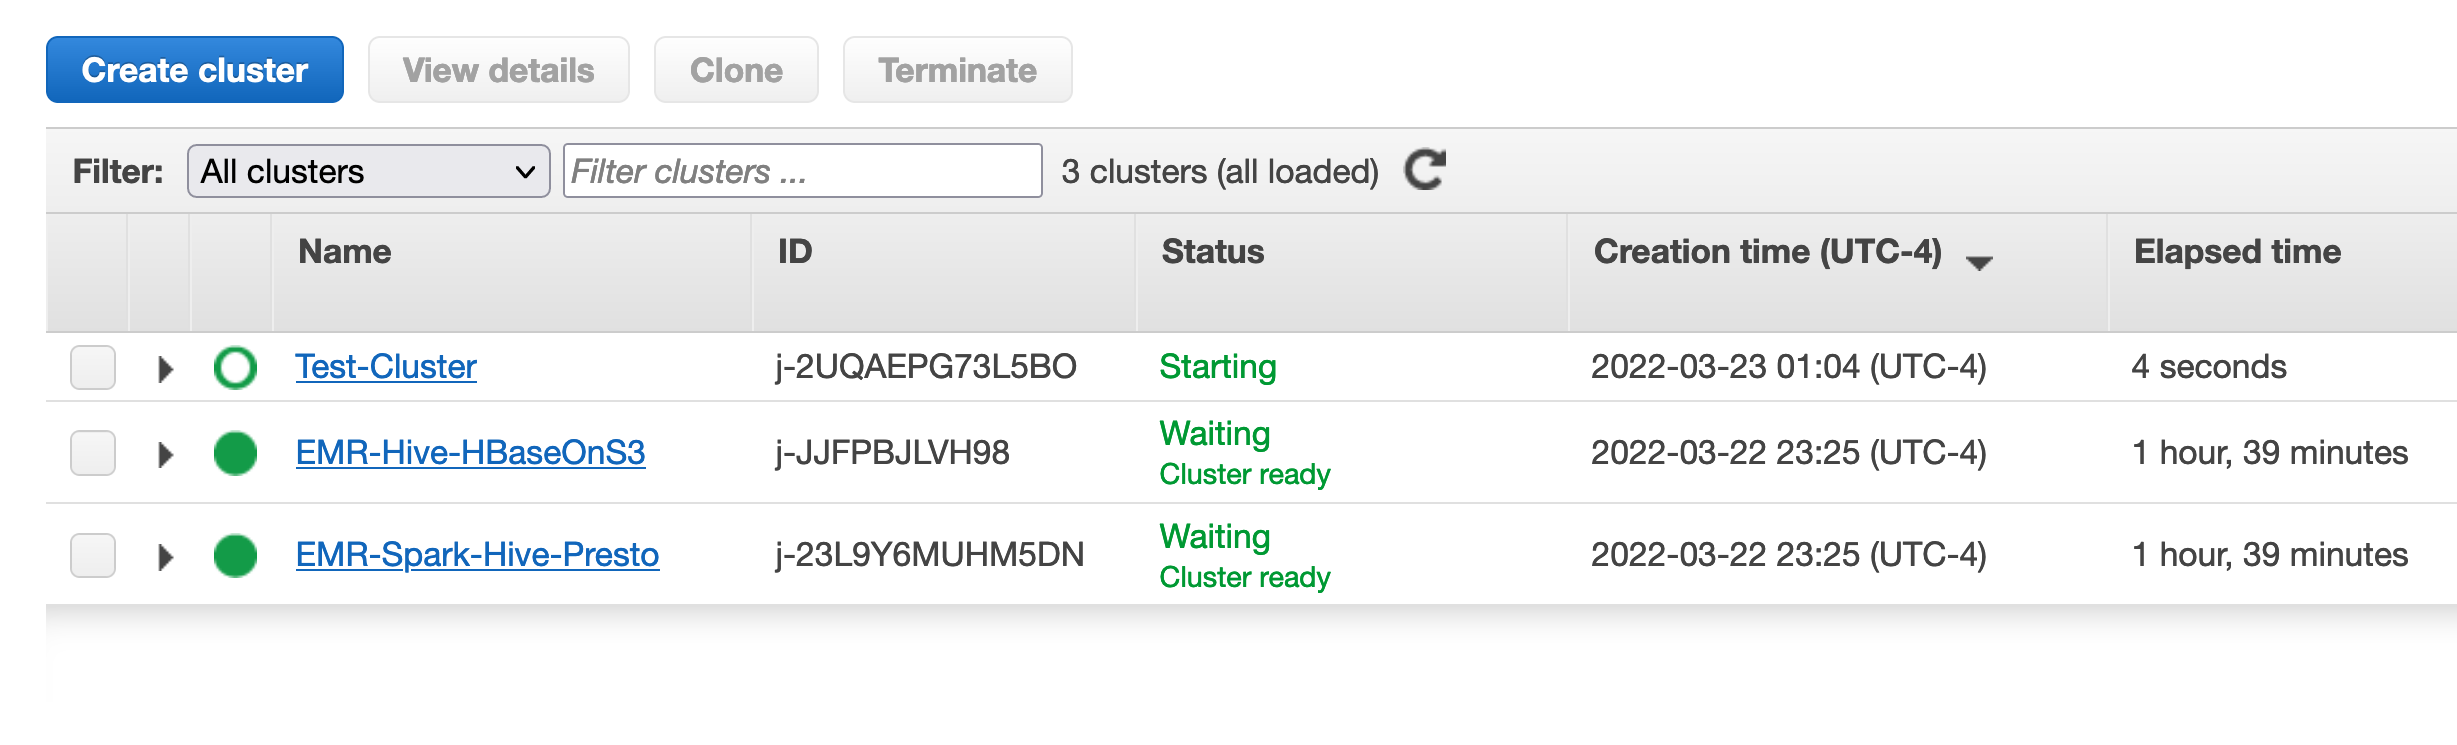 Create cluster View details Clone Terminate
Filter: All clusters Filter clusters ... 3 clusters (all loaded)
Name ID Status Creation time (UTC-4) Elapsed time
Test-Cluster j-2UQAEPG73L5BO Starting 2022-03-23 01:04 (UTC-4) 4 seconds
EMR-Hive-HBaseOnS3 j-JJFPBJLVH98 Waiting 2022-03-22 23:25 (UTC-4) 1 hour, 39 minutes
Cluster ready
EMR-Spark-Hive-Presto j-23L9Y6MUHM5DN Waiting 2022-03-22 23:25 (UTC-4) 1 hour, 39 minutes
Cluster ready